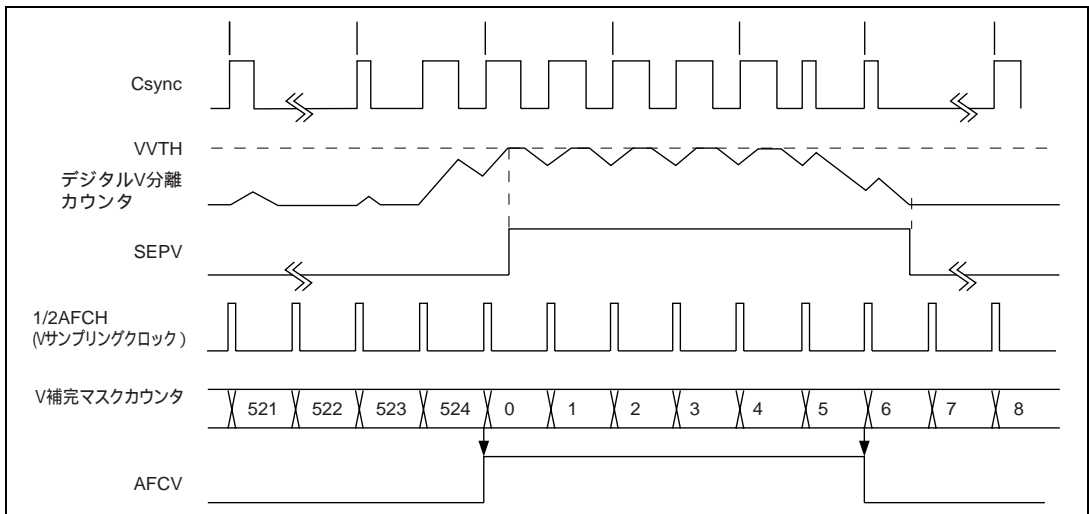 Csync
VVTH
デジタルV分離
カウンタ
SEPV
1/2AFCH
(Vサンプリングクロック)
V補完マスクカウンタ
521 522 523 524 0 1 2 3 4 5 6 7 8
AFCV